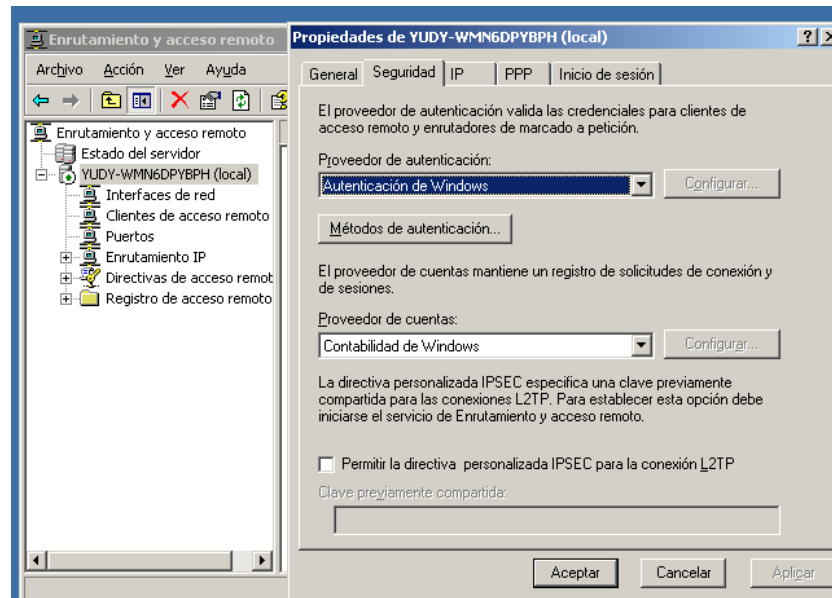 Enrutamiento y acceso remoto
Archivo Acción Ver Ayuda
Enrutamiento y acceso remoto
Estado del servidor
YUDY-WMN6DPYBPH (local)
Interfaces de red
Clientes de acceso remoto
Puertos
Enrutamiento IP
Directivas de acceso remot
Registro de acceso remoto
Propiedades de YUDY-WMN6DPYBPH (local)
General Seguridad IP PPP Inicio de sesión
El proveedor de autenticación valida las credenciales para clientes de
acceso remoto y enrutadores de marcado a petición.
Proveedor de autenticación:
Autenticación de Windows
Configurar...
Métodos de autenticación...
El proveedor de cuentas mantiene un registro de solicitudes de conexión y
de sesiones.
Proveedor de cuentas:
Contabilidad de Windows
Configurar...
La directiva personalizada IPSEC especifica una clave previamente
compartida para las conexiones L2TP. Para establecer esta opción debe
iniciarse el servicio de Enrutamiento y acceso remoto.
Permitir la directiva personalizada IPSEC para la conexión L2TP
Clave previamente compartida:
Aceptar Cancelar Aplicar